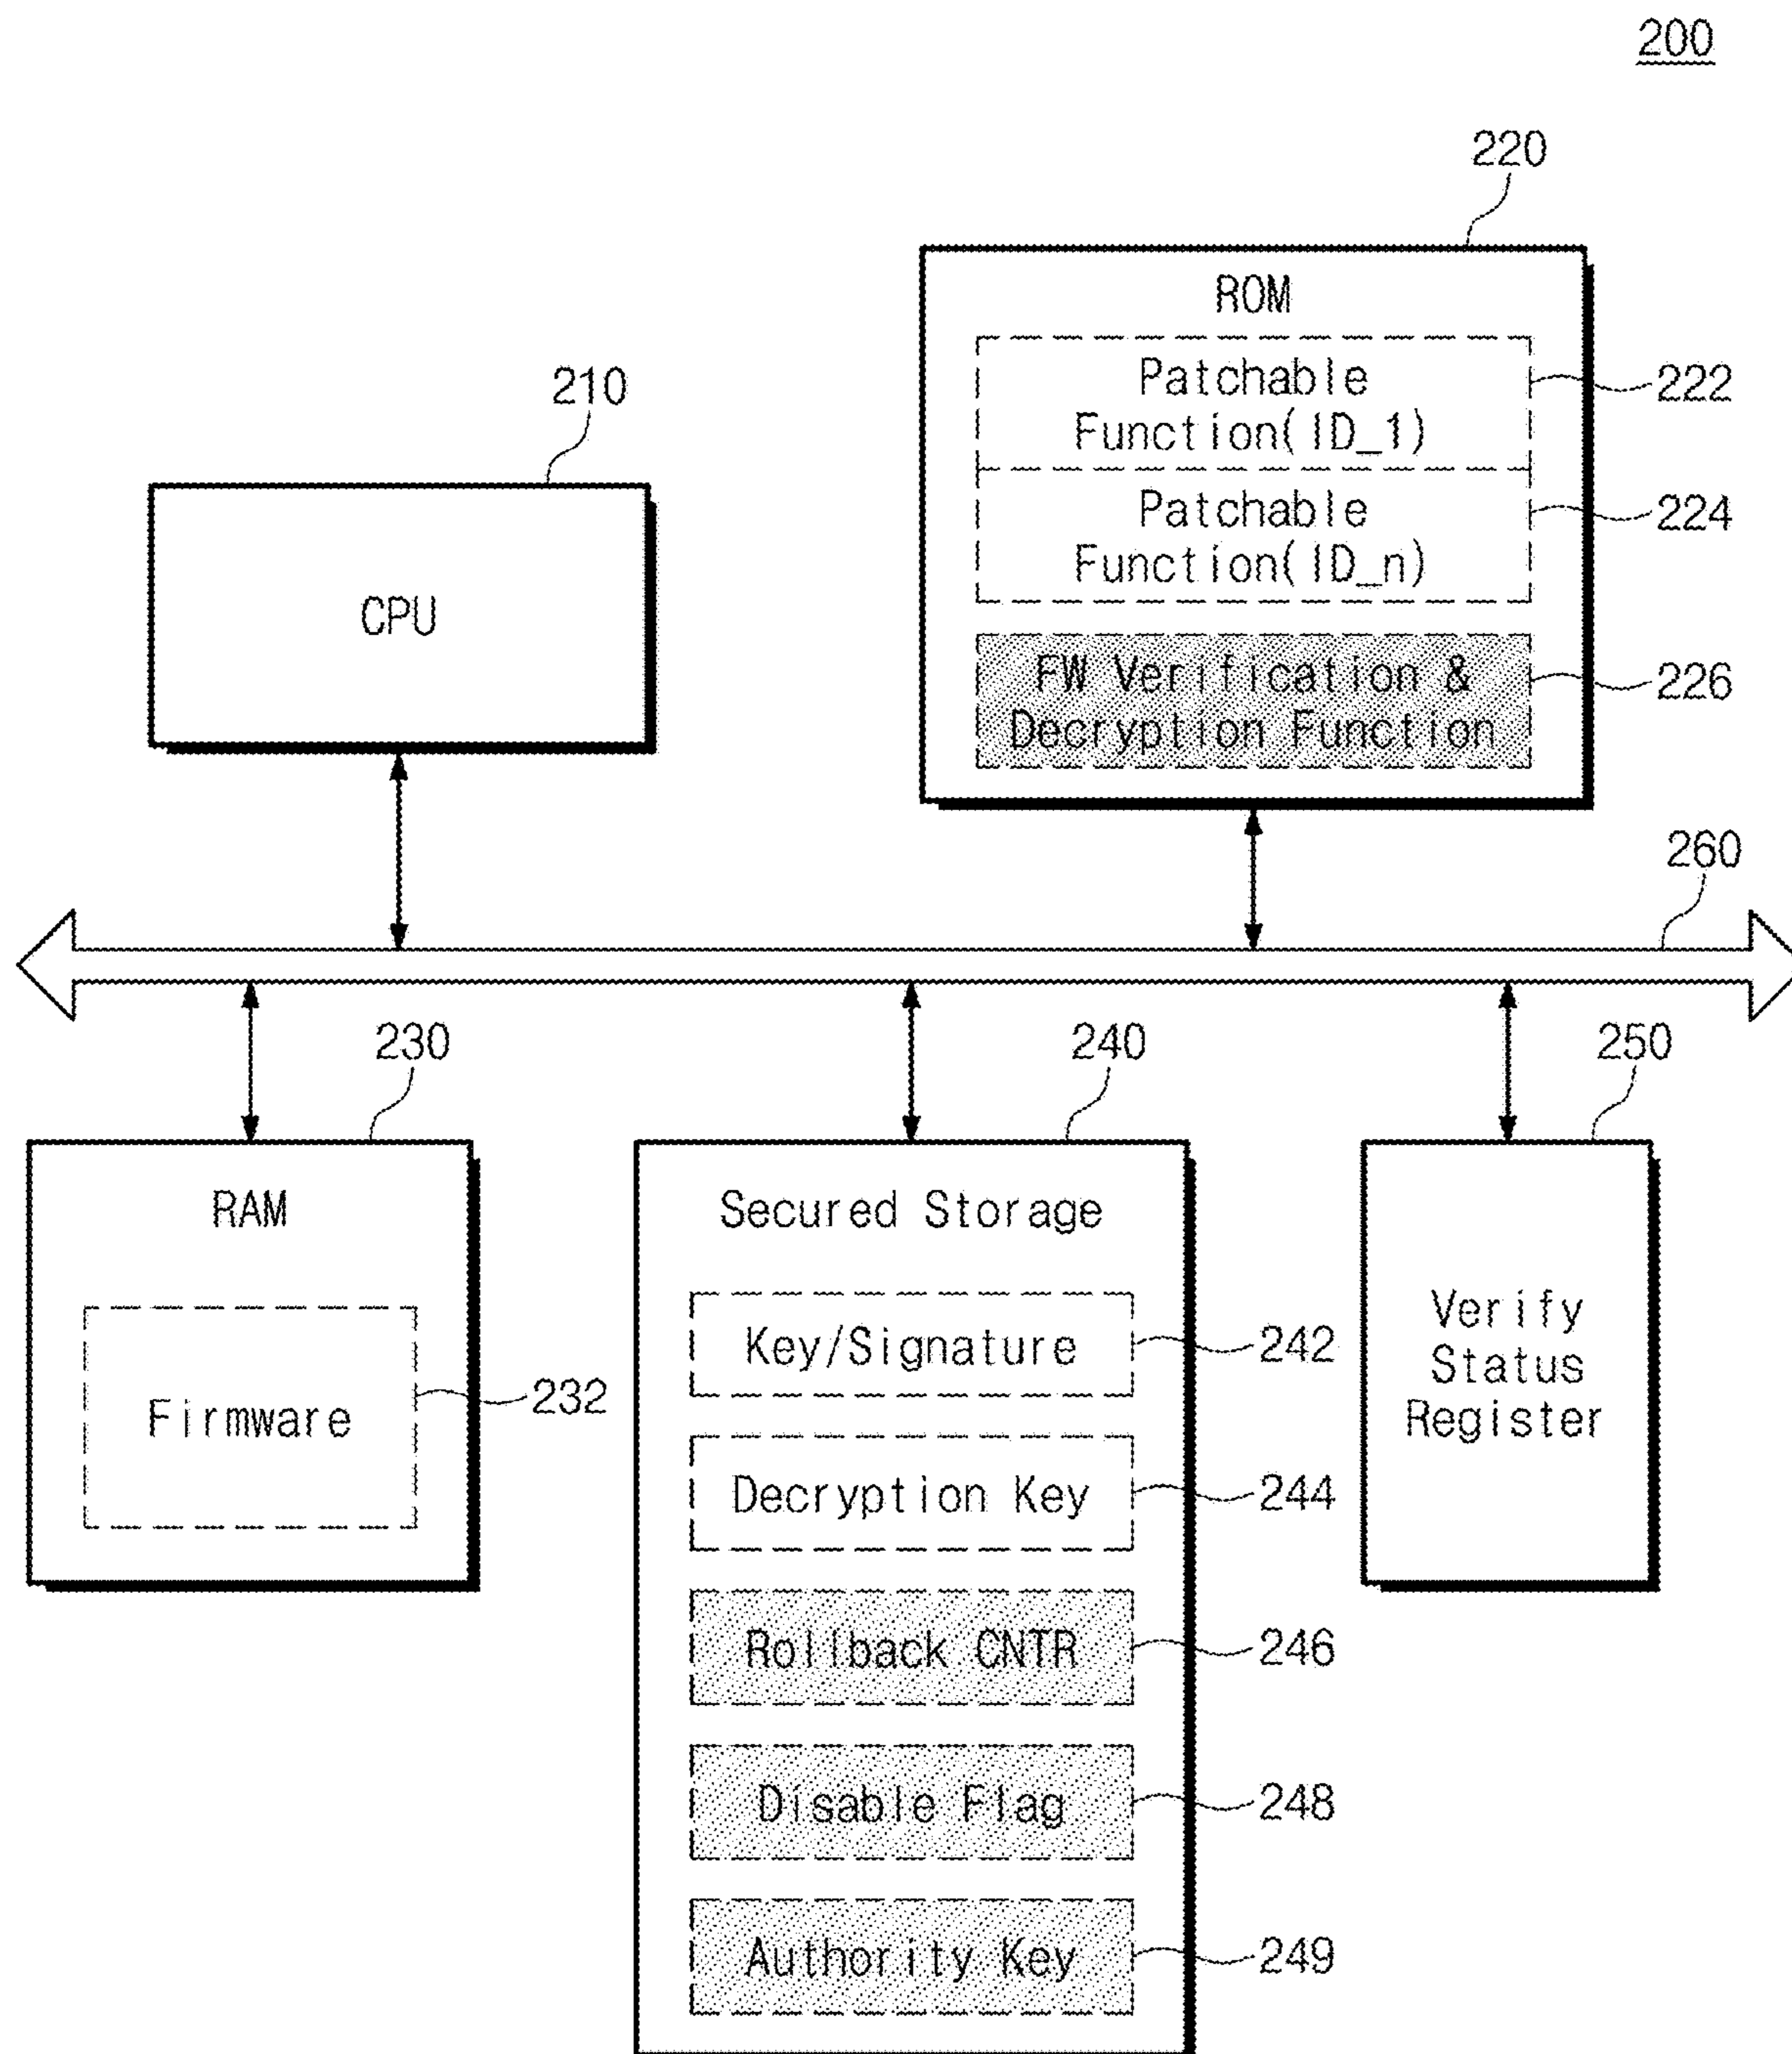 200
220
ROM
Patchable
Function(ID_1)
222
210
Patchable
Function(ID_n)
224
CPU
FW Verification &
Decryption Function
226
260
230
240
250
RAM
Secured Storage
Verify
Status
Register
Key/Signature
242
Firmware
232
Decryption Key
244
Rollback CNTR
246
Disable Flag
248
Authority Key
249